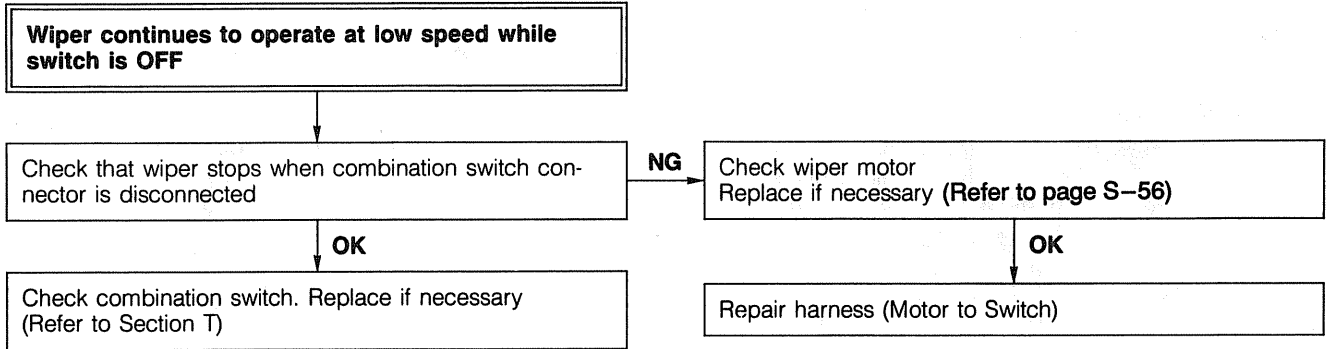 Wiper continues to operate at low speed while
switch is OFF
Check that wiper stops when combination switch con-
nector is disconnected
NG
Check wiper motor
Replace if necessary (Refer to page S–56)
OK
OK
Check combination switch. Replace if necessary
(Refer to Section T)
Repair harness (Motor to Switch)